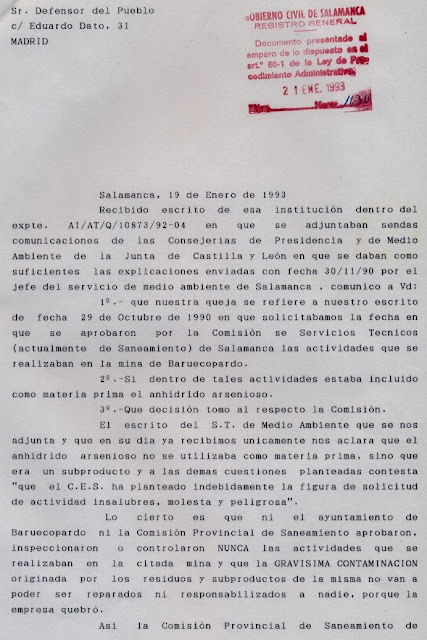 Sr. Defensor del Pueblo
c/ Eduardo Dato, 31
MADRID
GOBIERNO CIVIL DE SALAMANCA
REGISTRO GENERAL
Documento presentado al
amparo de lo dispuesto en el
art.º 66-1 de la Ley de Pro-
cedimiento Administrativo,
21 ENE. 1993
Salamanca, 19 de Enero de 1993
Recibido escrito de esa institución dentro del
expte. AI/AT/Q/10873/92-04 en que se adjuntaban sendas
comunicaciones de las Consejerias de Presidencia y de Medio
Ambiente de la Junta de Castilla y León en que se daban como
suficientes las explicaciones enviadas con fecha 30/11/90 por el
jefe del servicio de medio ambiente de Salamanca , comunico a Vd:
1º.- que nuestra queja se refiere a nuestro escrito
de fecha 29 de Octubre de 1990 en que solicitabamos la fecha en
que se aprobaron por la Comisión se Servicios Tecnicos
(actualmente de Saneamiento) de Salamanca las actividades que se
realizaban en la mina de Baruecopardo.
2º.-Si dentro de tales actividades estaba incluido
como materia prima el anhidrido arsenioso.
3º.-Que decisión tomo al respecto la Comisión.
El escrito del S.T. de Medio Ambiente que se nos
adjunta y que en su dia ya recibimos unicamente nos aclara que el
anhidrido arsenioso no se utilizaba como materia prima, sino que
era un subproducto y a las demas cuestiones planteadas contesta
"que el C.E.S. ha planteado indebidamente la figura de solicitud
de actividad insalubres, molesta y peligrosa".
Lo cierto es que ni el ayuntamiento de
Baruecopardo ni la Comisión Provincial de Saneamiento aprobaron,
inspeccionaron o controlaron NUNCA las actividades que se
realizaban en la citada mina y que la GRAVISIMA CONTAMINACION
originada por los residuos y subproductos de la misma no van a
poder ser reparados ni responsabilizados a nadie, porque la
empresa quebró.
Asi la Comisión Provincial de Saneamiento de